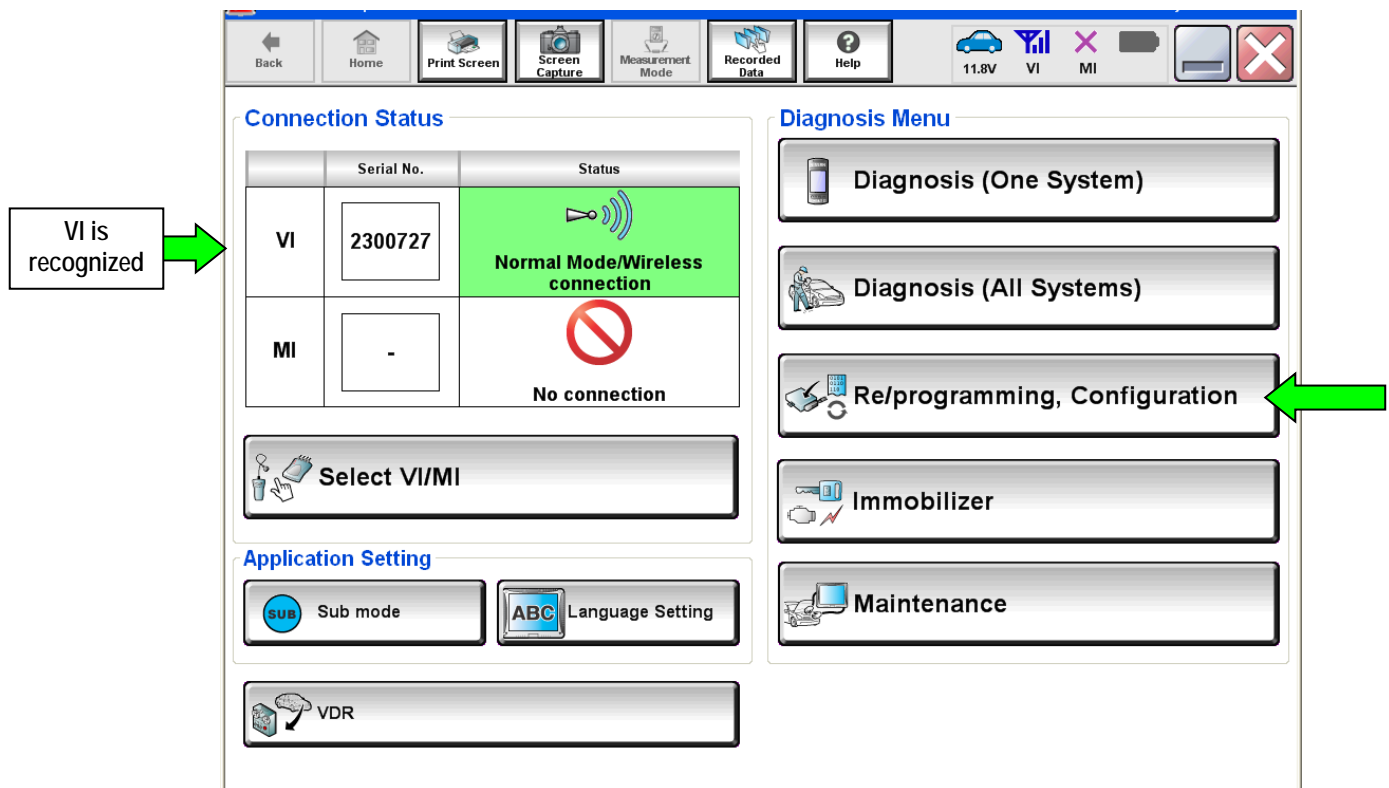 Back
Home
Print Screen
Screen
Capture
Measurement
Mode
Recorded
Data
Help
11.8V
VI
MI
Connection Status
Serial No.
Status
VI
2300727
Normal Mode/Wireless
connection
MI
-
No connection
Select VI/MI
Application Setting
SUB
Sub mode
ABC
Language Setting
VDR
Diagnosis Menu
Diagnosis (One System)
Diagnosis (All Systems)
Re/programming, Configuration
Immobilizer
Maintenance
VI is
recognized